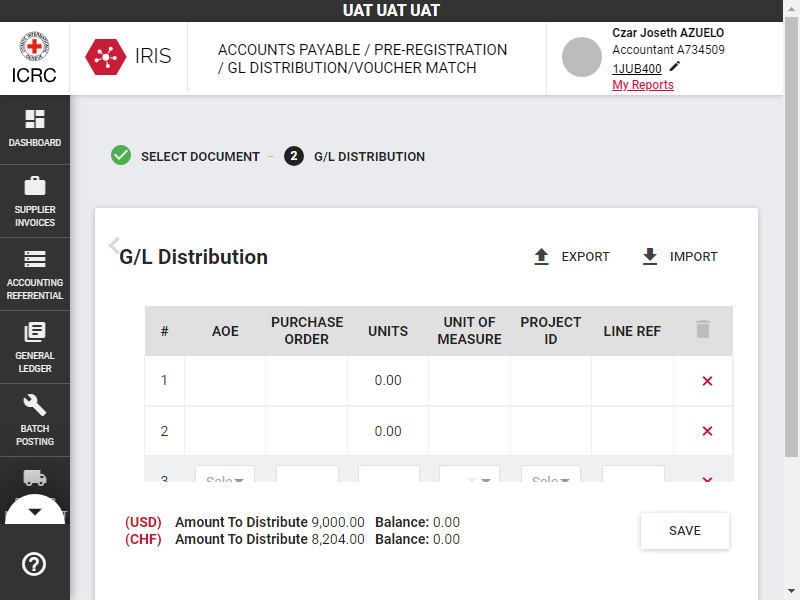 UAT UAT UAT
ICRC
IRIS
ACCOUNTS PAYABLE / PRE-REGISTRATION
/ GL DISTRIBUTION/VOUCHER MATCH
Czar Joseth AZUELO
Accountant A734509
1JUB400
My Reports
DASHBOARD
SUPPLIER
INVOICES
ACCOUNTING
REFERENTIAL
GENERAL
LEDGER
BATCH
POSTING
SELECT DOCUMENT – 2 G/L DISTRIBUTION
G/L Distribution
EXPORT
IMPORT
# AOE PURCHASE ORDER UNITS UNIT OF MEASURE PROJECT ID LINE REF
1 0.00
2 0.00
3
(USD) Amount To Distribute 9,000.00 Balance: 0.00
(CHF) Amount To Distribute 8,204.00 Balance: 0.00
SAVE